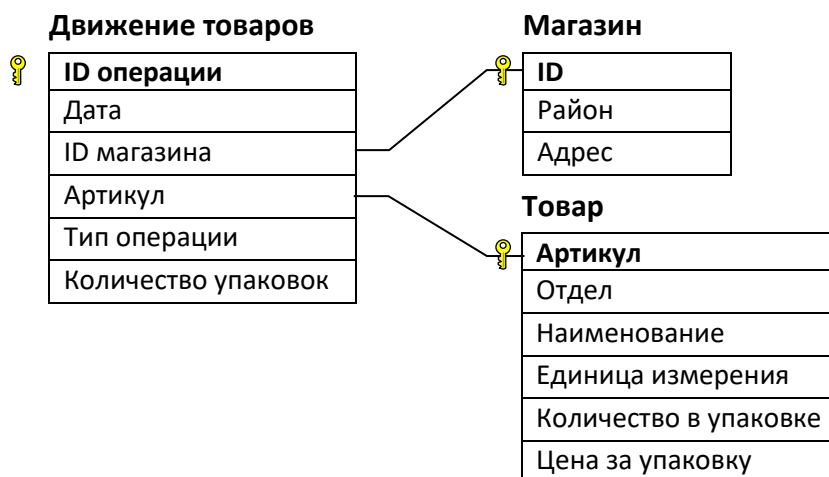 Движение товаров
ID операции
Дата
ID магазина
Артикул
Тип операции
Количество упаковок
Магазин
ID
Район
Адрес
Товар
Артикул
Отдел
Наименование
Единица измерения
Количество в упаковке
Цена за упаковку